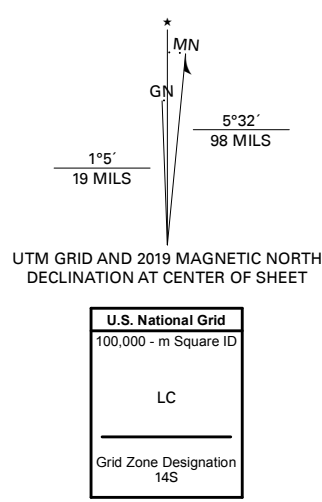 ★
MN
GN
5°32´
98 MILS
1°5´
19 MILS
UTM GRID AND 2019 MAGNETIC NORTH
DECLINATION AT CENTER OF SHEET
U.S. National Grid
100,000 - m Square ID
LC
Grid Zone Designation
14S